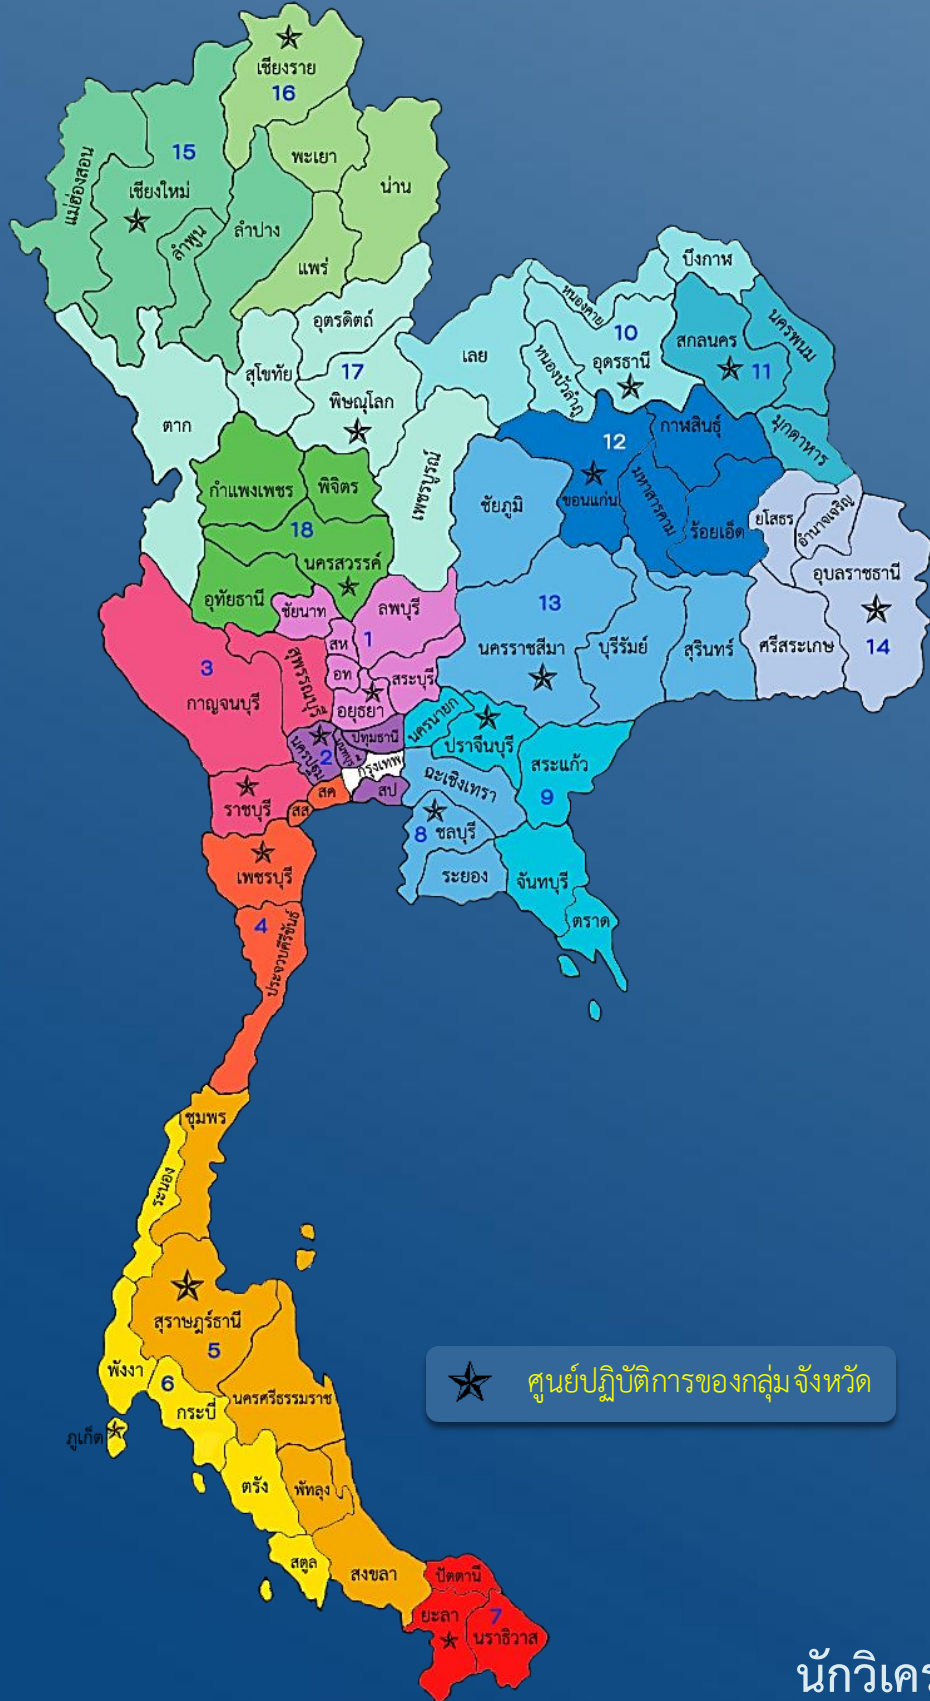 เชียงราย
16
พะเยา
น่าน
15
แม่ฮ่องสอน
เชียงใหม่
ลำพูน
ลำปาง
แพร่
อุตรดิตถ์
สุโขทัย
17
พิษณุโลก
ตาก
เพชรบูรณ์
บึงกาฬ
หนองคาย
10
เลย
หนองบัวลำภู
อุดรธานี
สกลนคร
11
นครพนม
มุกดาหาร
12
ขอนแก่น
กาฬสินธุ์
มหาสารคาม
ร้อยเอ็ด
ยโสธร
อำนาจเจริญ
อุบลราชธานี
14
ศรีสะเกษ
กำแพงเพชร
พิจิตร
18
นครสวรรค์
อุทัยธานี
ชัยภูมิ
13
นครราชสีมา
บุรีรัมย์
สุรินทร์
ชัยนาท
ลพบุรี
สห
1
อท
สระบุรี
อยุธยา
3
กาญจนบุรี
สุพรรณบุรี
ราชบุรี
นครปฐม
2
ปทุมธานี
กรุงเทพ
สป
สค
สส
นครนายก
ปราจีนบุรี
สระแก้ว
9
ฉะเชิงเทรา
8 ชลบุรี
ระยอง
จันทบุรี
ตราด
เพชรบุรี
4
ประจวบคีรีขันธ์
ชุมพร
ระนอง
สุราษฎร์ธานี
5
พังงา
6
กระบี่
นครศรีธรรมราช
ภูเก็ต
ตรัง
พัทลุง
สตูล
สงขลา
ปัตตานี
ยะลา
7
นราธิวาส
ศูนย์ปฏิบัติการของกลุ่มจังหวัด